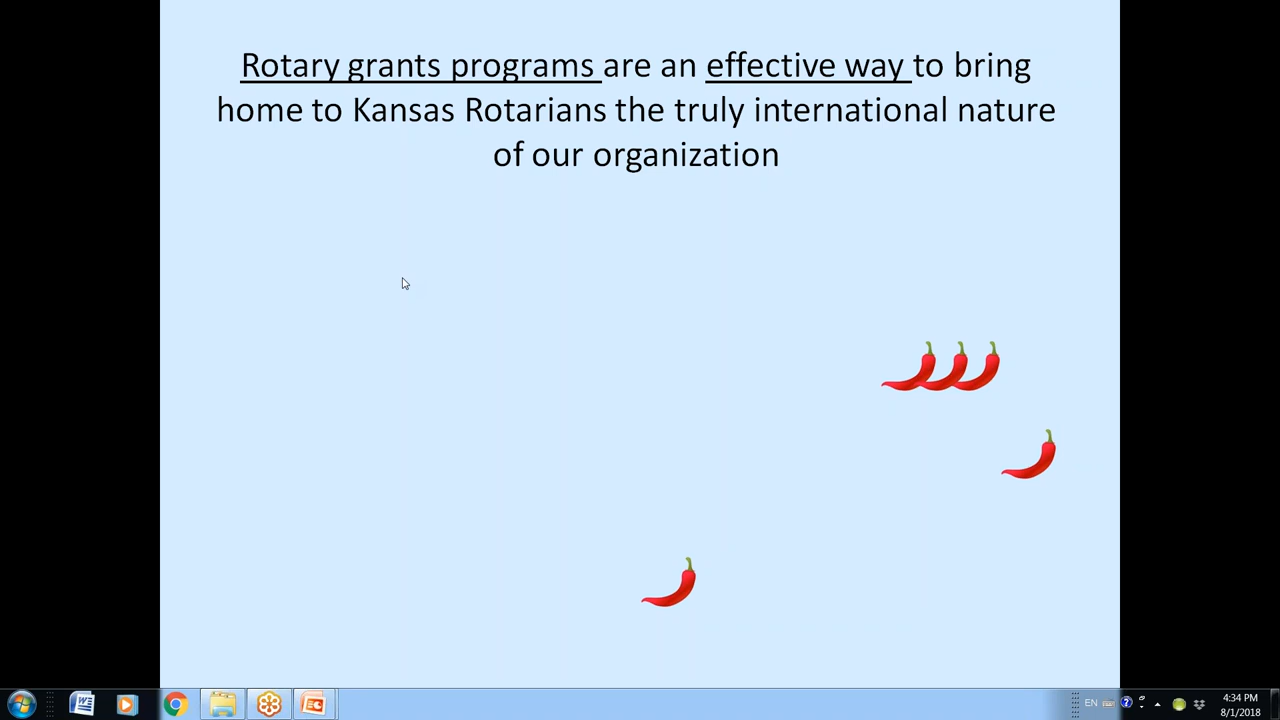 Rotary grants programs are an effective way to bring
home to Kansas Rotarians the truly international nature
of our organization
EN
4:34 PM
8/1/2018